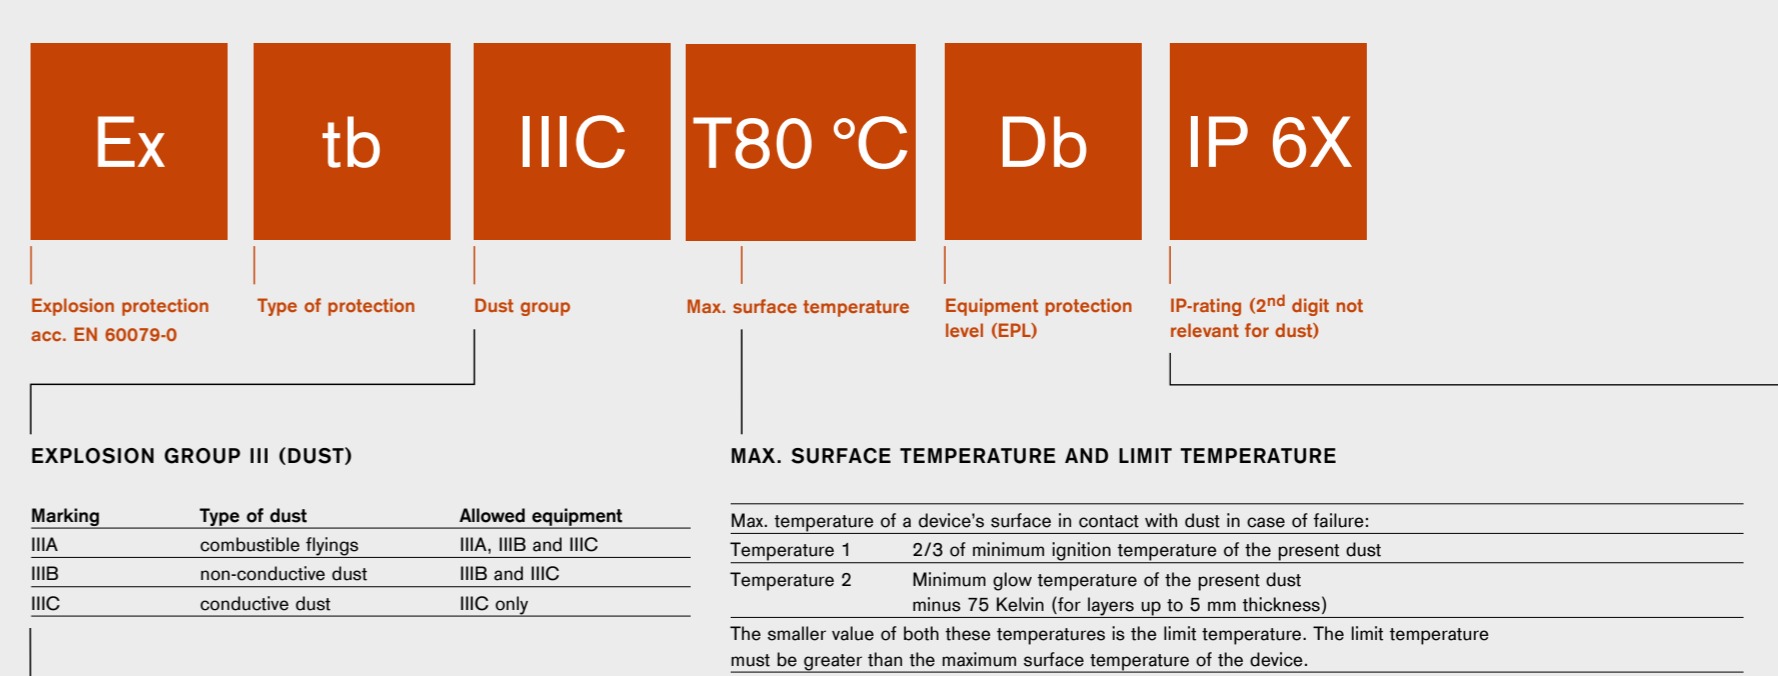 Ex
tb
IIIC
T80 °C
Db
IP 6X
Explosion protection
acc. EN 60079-0
Type of protection
Dust group
Max. surface temperature
Equipment protection
level (EPL)
IP-rating (2nd digit not
relevant for dust)
EXPLOSION GROUP III (DUST)
Marking Type of dust Allowed equipment
IIIA combustible flyings IIIA, IIIB and IIIC
IIIB non-conductive dust IIIB and IIIC
IIIC conductive dust IIIC only
MAX. SURFACE TEMPERATURE AND LIMIT TEMPERATURE
Max. temperature of a device's surface in contact with dust in case of failure:
Temperature 1 2/3 of minimum ignition temperature of the present dust
Temperature 2 Minimum glow temperature of the present dust
minus 75 Kelvin (for layers up to 5 mm thickness)
The smaller value of both these temperatures is the limit temperature. The limit temperature
must be greater than the maximum surface temperature of the device.